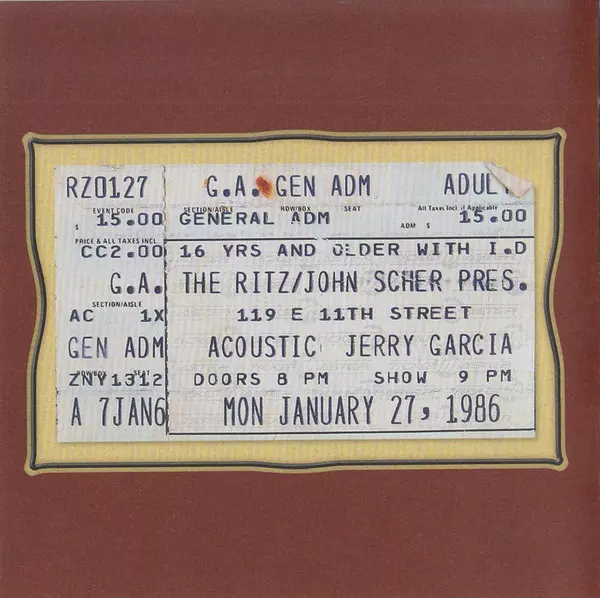 RZ0127 G.A. GEN ADM ADULT
EVENT CODE SECTION/AISLE ROW/BOX SEAT All Taxes Incl. if Applicable
$ 15.00 GENERAL ADM ADM $ 15.00
PRICE & ALL TAXES INCL
CC2.00 16 YRS AND OLDER WITH I.D
G.A. THE RITZ/JOHN SCHER PRES.
SECTION/AISLE
AC 1X 119 E 11TH STREET
GEN ADM ACOUSTIC JERRY GARCIA
ROW/BOX SEAT
ZNY1312 DOORS 8 PM SHOW 9 PM
A 7JAN6 MON JANUARY 27, 1986